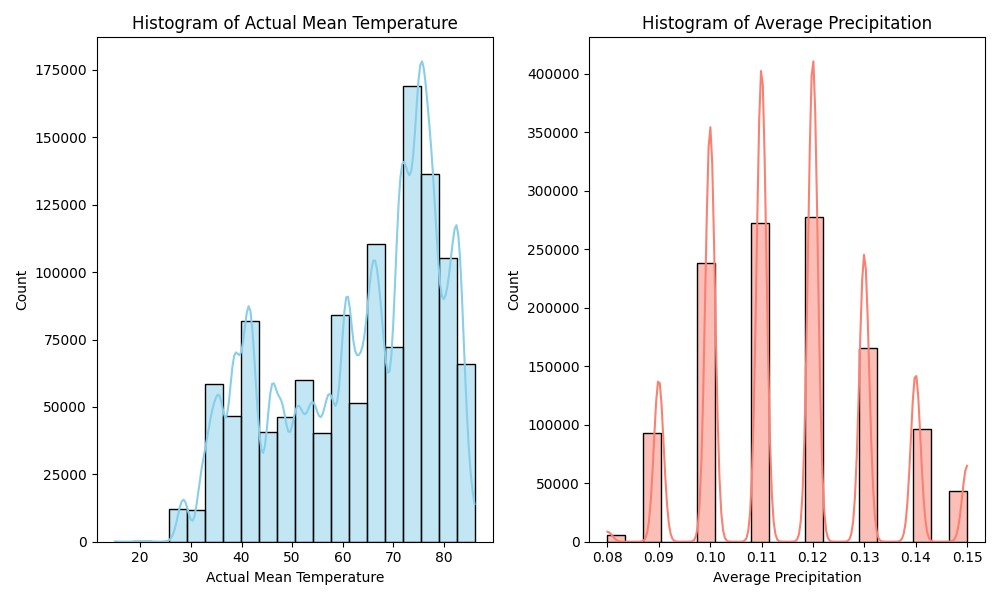 Histogram of Actual Mean Temperature
175000
150000
125000
100000
75000
50000
25000
0
Count
20 30 40 50 60 70 80
Actual Mean Temperature
Histogram of Average Precipitation
400000
350000
300000
250000
200000
150000
100000
50000
0
Count
0.08 0.09 0.10 0.11 0.12 0.13 0.14 0.15
Average Precipitation